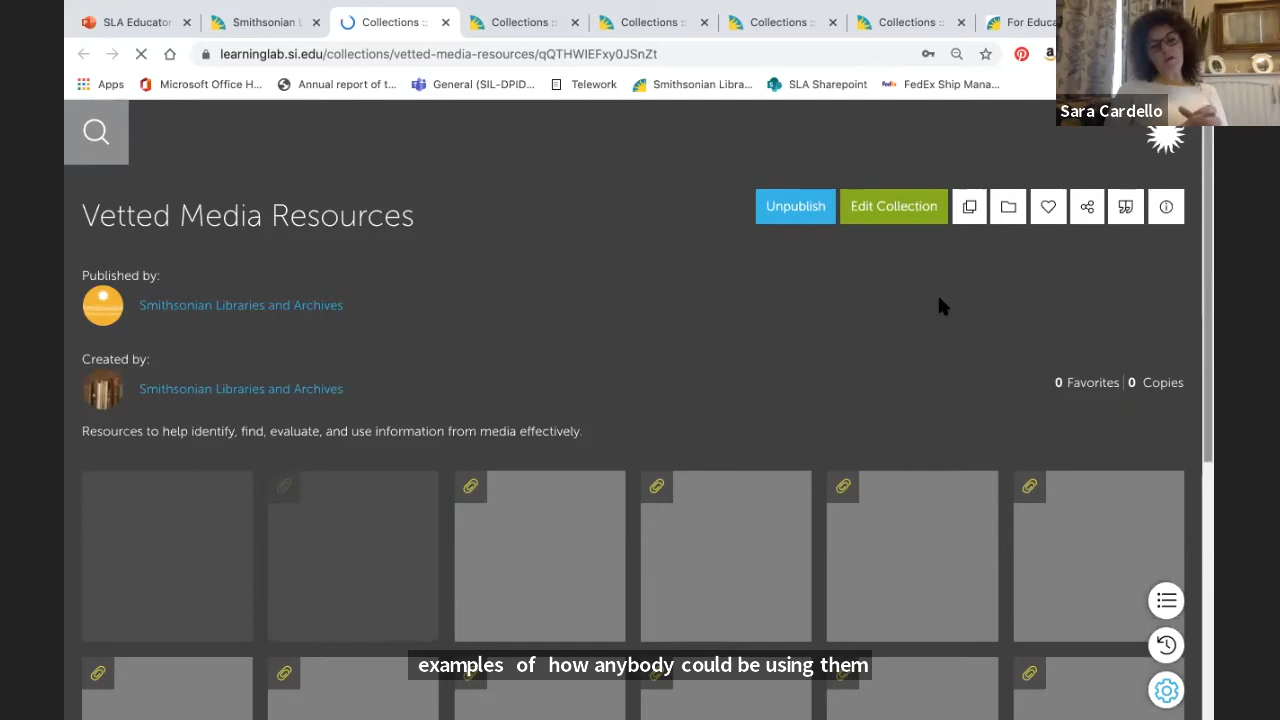 SLA Educator
Smithsonian L
Collections ::
Collections ::
Collections ::
Collections ::
Collections ::
For Educa
learninglab.si.edu/collections/vetted-media-resources/qQTHWIEFxy0JSnZt
Apps
Microsoft Office H...
Annual report of t...
General (SIL-DPID...
Telework
Smithsonian Libra...
SLA Sharepoint
FedEx Ship Mana...
Sara Cardello
Vetted Media Resources
Unpublish
Edit Collection
Published by:
Smithsonian Libraries and Archives
Created by:
Smithsonian Libraries and Archives
0 Favorites
0 Copies
Resources to help identify, find, evaluate, and use information from media effectively.
examples of how anybody could be using them